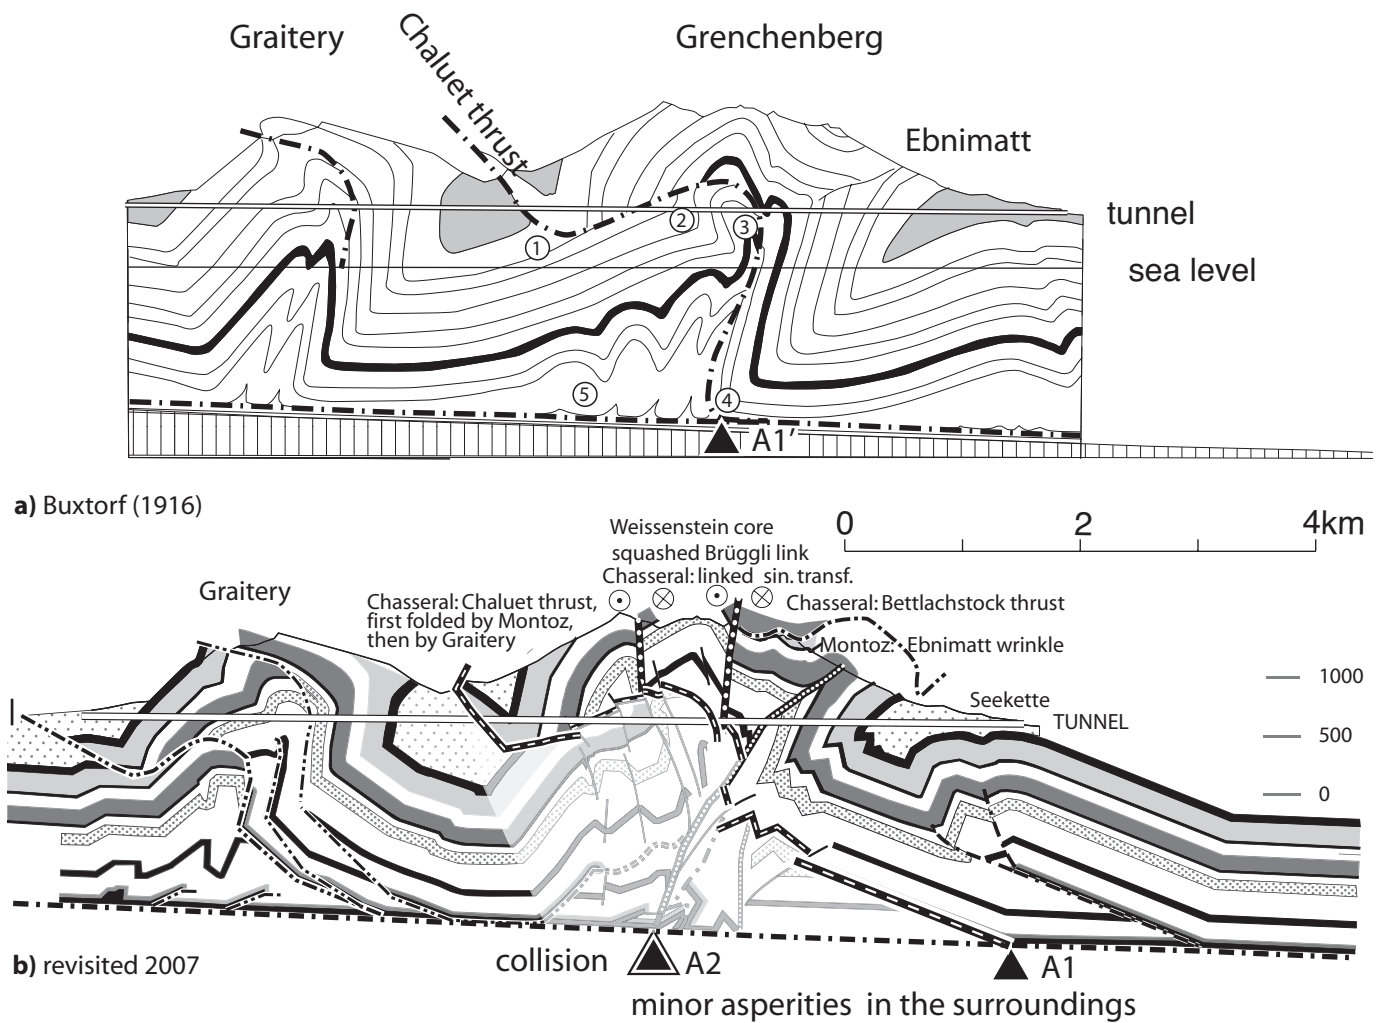 Graitery
Chaluet thrust
Grenchenberg
Ebnimatt
tunnel
sea level
1
2
3
4
5
A1′
a) Buxtorf (1916)
0 2 4km
Weissenstein core
squashed Brüggli link
Chasseral: linked sin. transf.
Graitery
Chasseral: Chaluet thrust,
first folded by Montoz,
then by Graitery
Chasseral: Bettlachstock thrust
Montoz: Ebnimatt wrinkle
Seekette
TUNNEL
1000
500
0
b) revisited 2007
collision
A2
A1
minor asperities in the surroundings